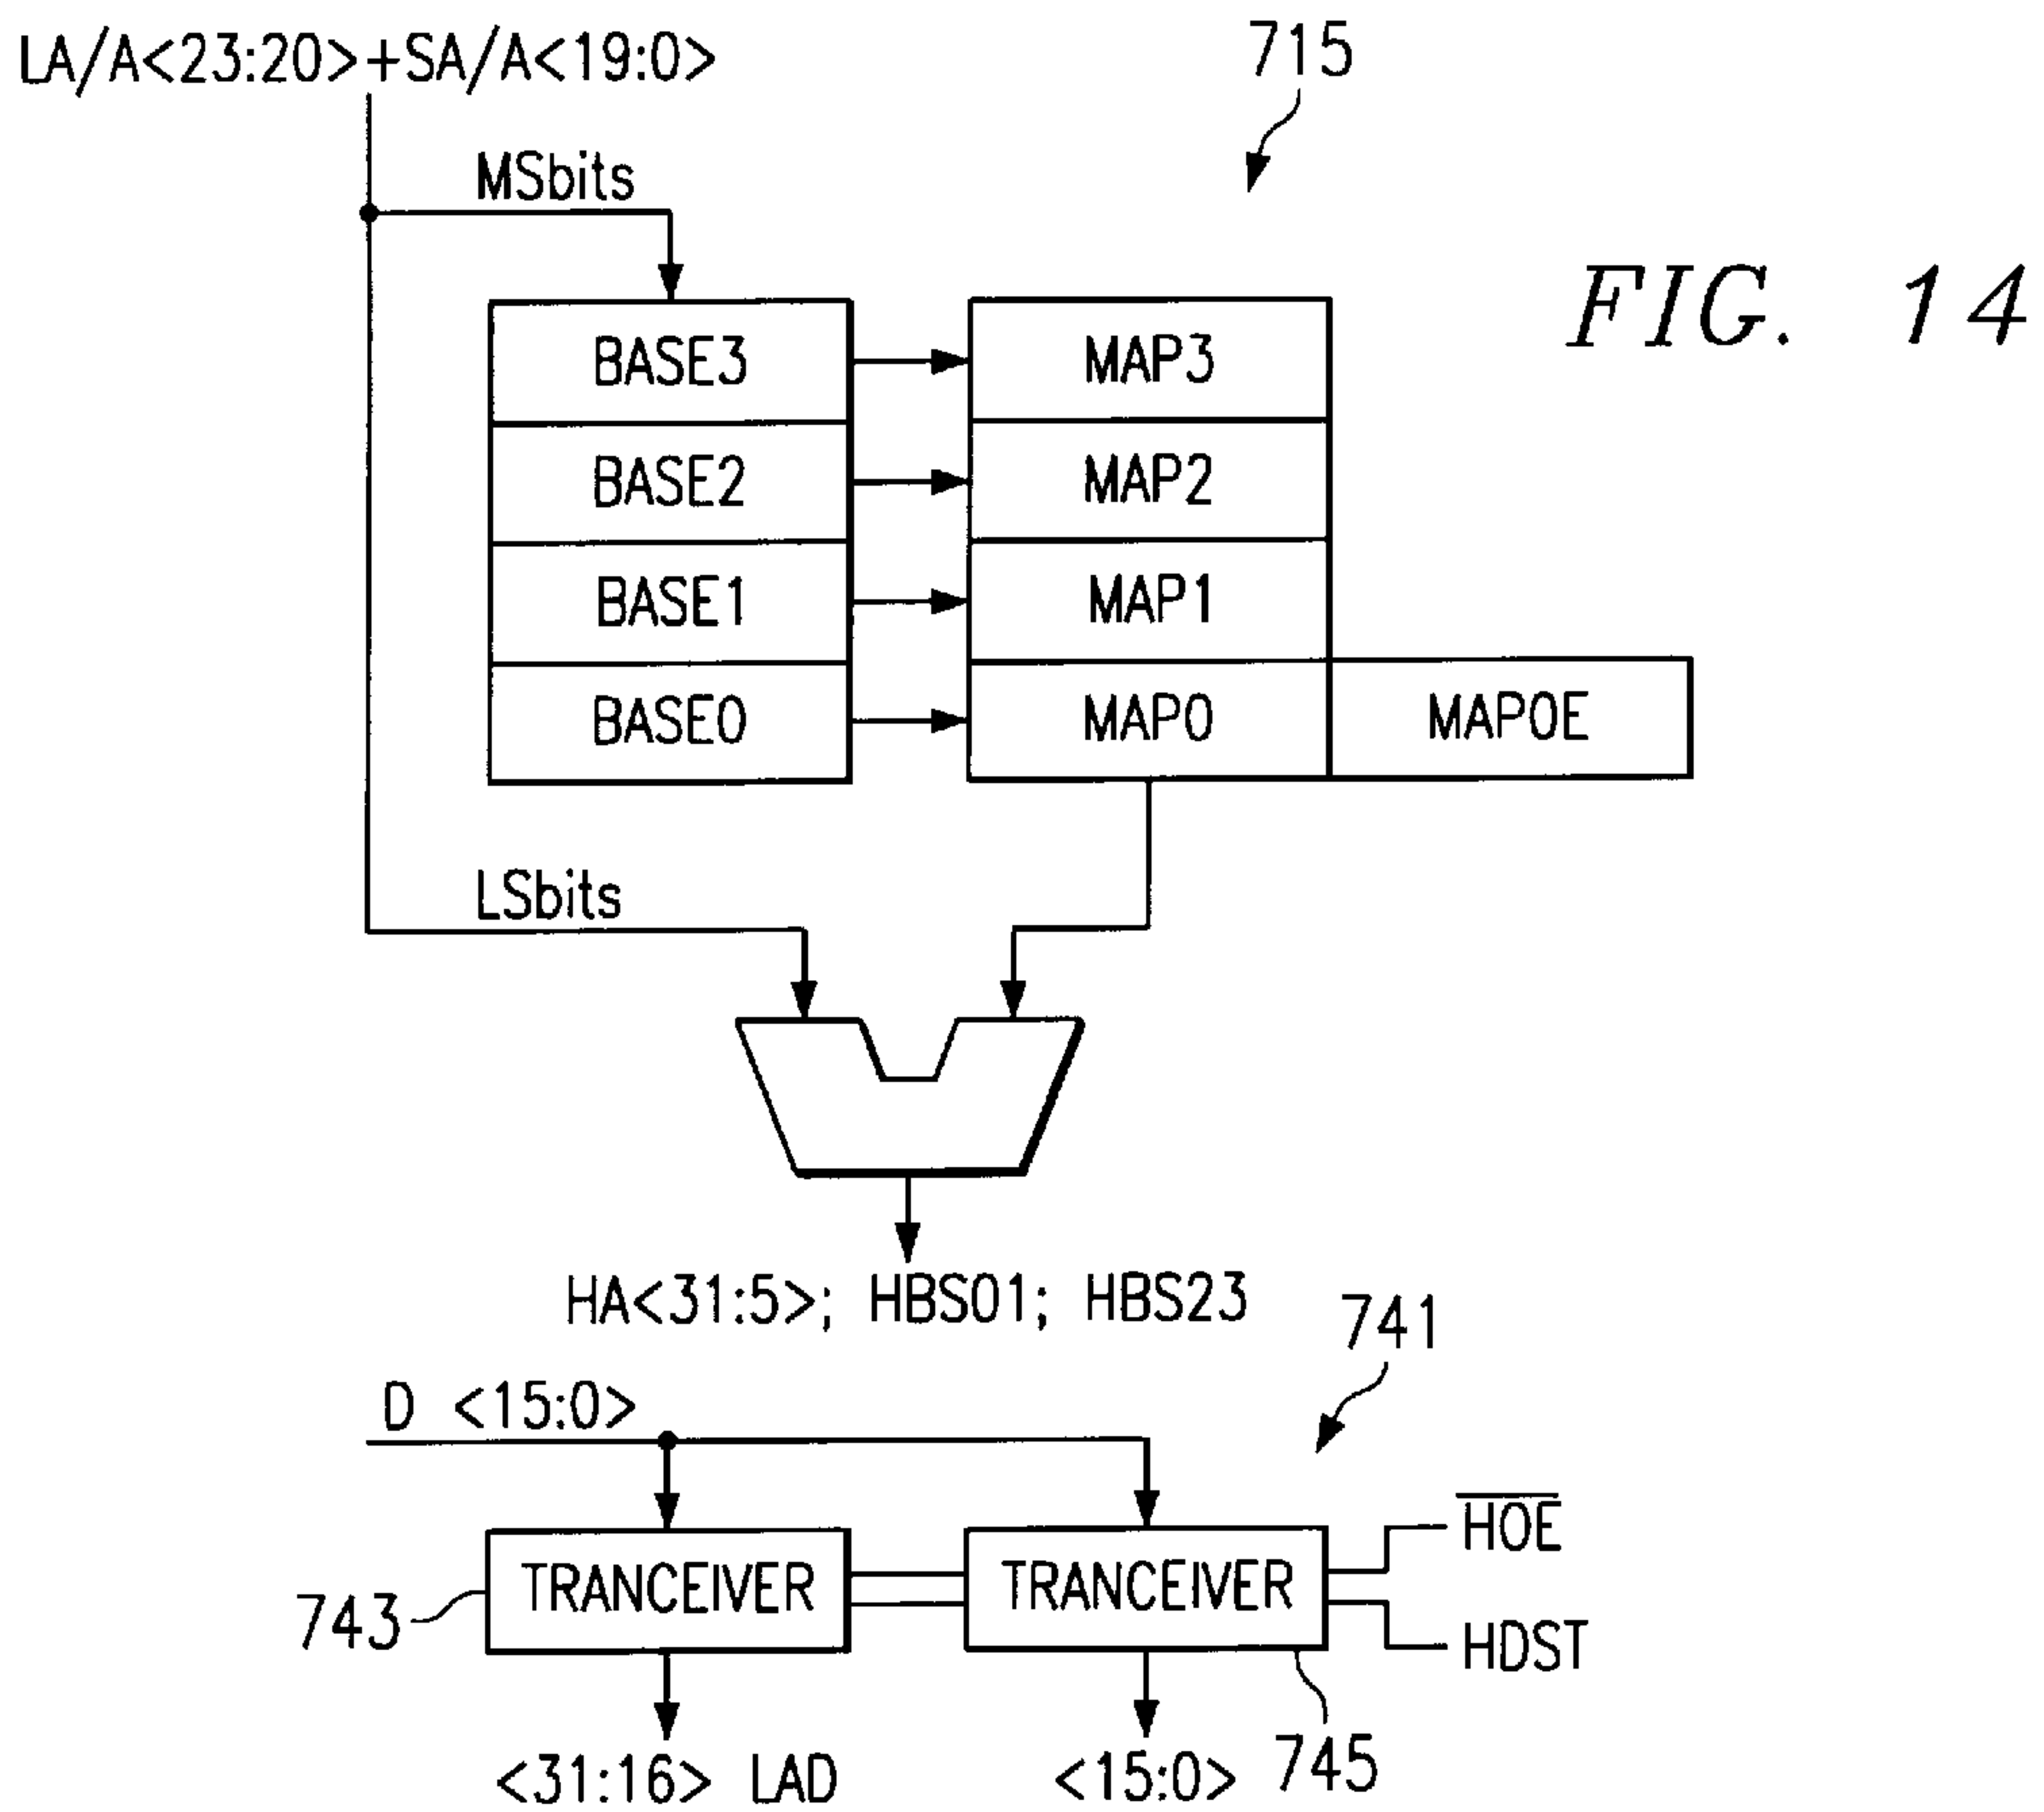 LA/A<23:20>+SA/A<19:0>
715
MSbits
FIG. 14
BASE3
MAP3
BASE2
MAP2
BASE1
MAP1
BASE0
MAP0
MAP0E
LSbits
HA<31:5>; HBS01; HBS23
741
D <15:0>
HOE
TRANCEIVER
TRANCEIVER
743
HDST
745
<31:16> LAD
<15:0>